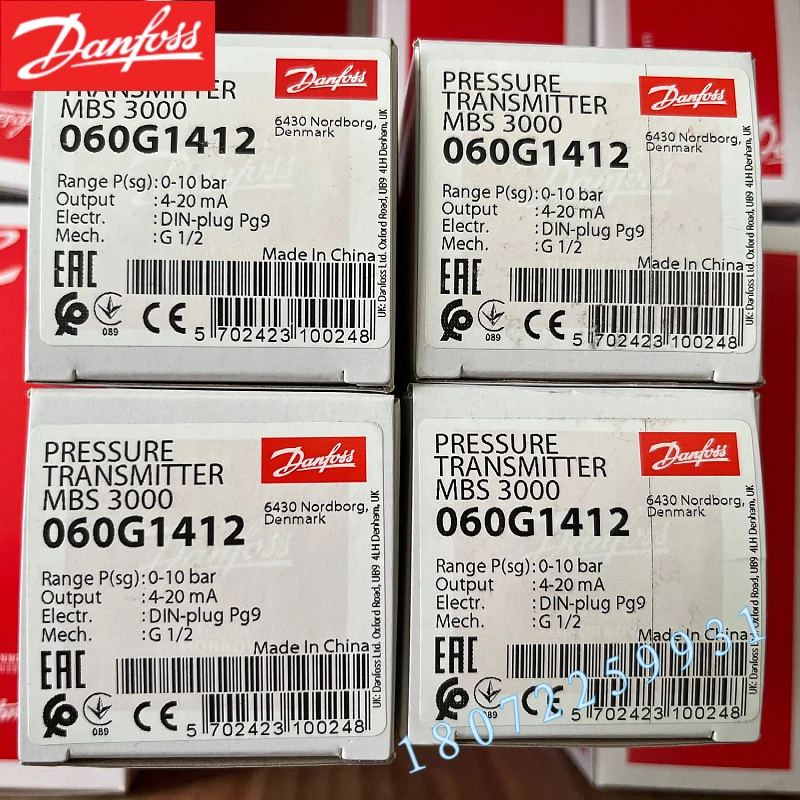 Danfoss
TRANSMITTER
MBS 3000
060G1412
Danfoss
6430 Nordborg,
Denmark
Range P(sg):0-10 bar
Output :4-20 mA
Electr. :DIN-plug Pg9
Mech. :G 1/2
Made In China
EAC
089
CE
5 702423 100248
UK: Danfoss Ltd. Oxford Road, UB9 4LH Denham, UK
PRESSURE
TRANSMITTER
MBS 3000
060G1412
Danfoss
6430 Nordborg,
Denmark
Range P(sg):0-10 bar
Output :4-20 mA
Electr. :DIN-plug Pg9
Mech. :G 1/2
Made In China
EAC
089
CE
5 702423 100248
UK: Danfoss Ltd. Oxford Road, UB9 4LH Denham, UK
PRESSURE
TRANSMITTER
MBS 3000
060G1412
Danfoss
6430 Nordborg,
Denmark
Range P(sg):0-10 bar
Output :4-20 mA
Electr. :DIN-plug Pg9
Mech. :G 1/2
Made In China
EAC
089
CE
5 702423 100248
UK: Danfoss Ltd. Oxford Road, UB9 4LH Denham, UK
PRESSURE
TRANSMITTER
MBS 3000
060G1412
Danfoss
6430 Nordborg,
Denmark
Range P(sg):0-10 bar
Output :4-20 mA
Electr. :DIN-plug Pg9
Mech. :G 1/2
Made In China
EAC
089
CE
5 702423 100248
UK: Danfoss Ltd. Oxford Road, UB9 4LH Denham, UK
18072259931